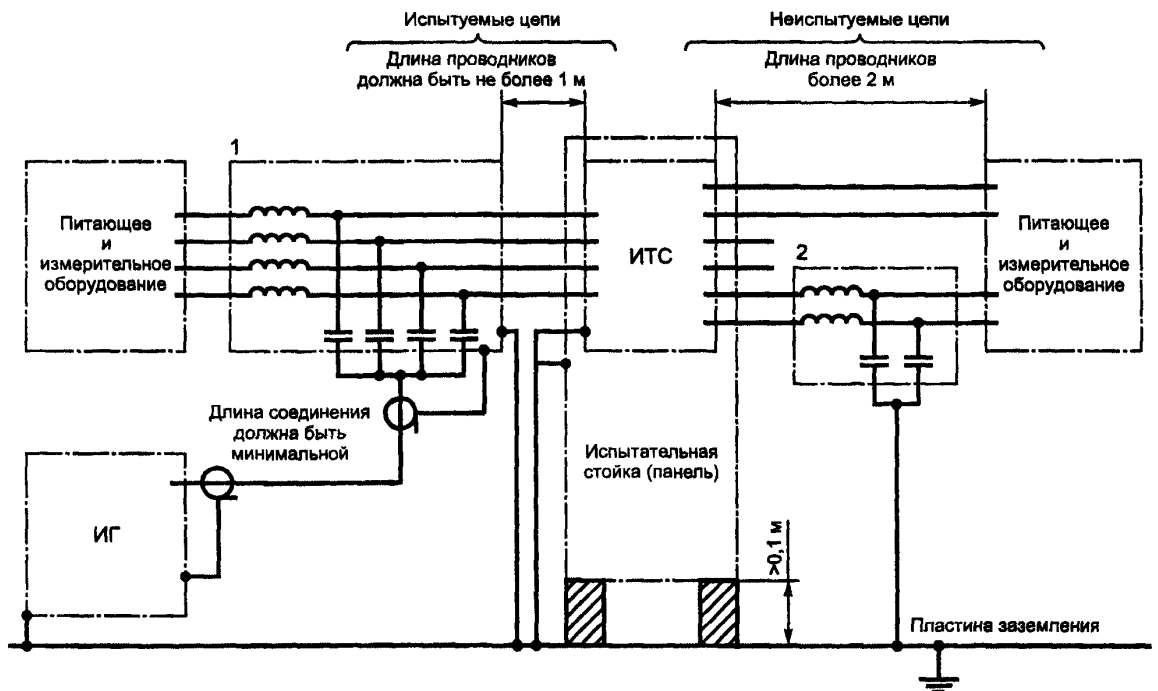 Испытуемые цепи
Неиспытуемые цепи
Длина проводников
должна быть не более 1 м
Длина проводников
более 2 м
1
Питающее
и
измерительное
оборудование
ИТС
2
Питающее
и
измерительное
оборудование
Длина соединения
должна быть
минимальной
Испытательная
стойка (панель)
ИГ
>0,1 м
Пластина заземления